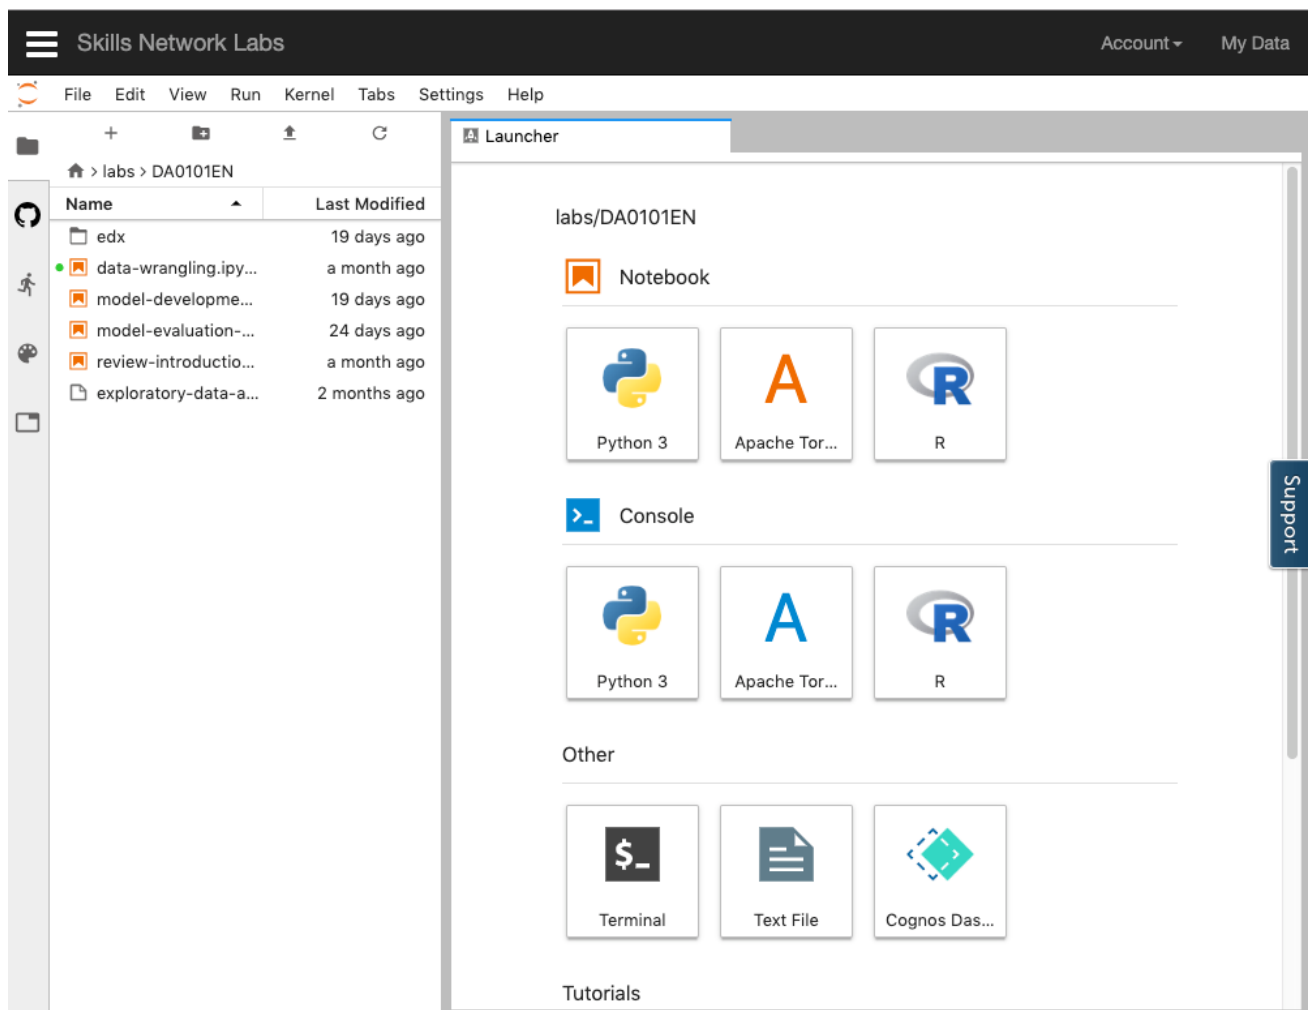 Skills Network Labs
Account
My Data
File Edit View Run Kernel Tabs Settings Help
> labs > DA0101EN
Name Last Modified
edx 19 days ago
data-wrangling.ipy... a month ago
model-developme... 19 days ago
model-evaluation-... 24 days ago
review-introductio... a month ago
exploratory-data-a... 2 months ago
Launcher
labs/DA0101EN
Notebook
Python 3
Apache Tor...
R
Console
Python 3
Apache Tor...
R
Other
$_
Terminal
Text File
Cognos Das...
Tutorials
Support